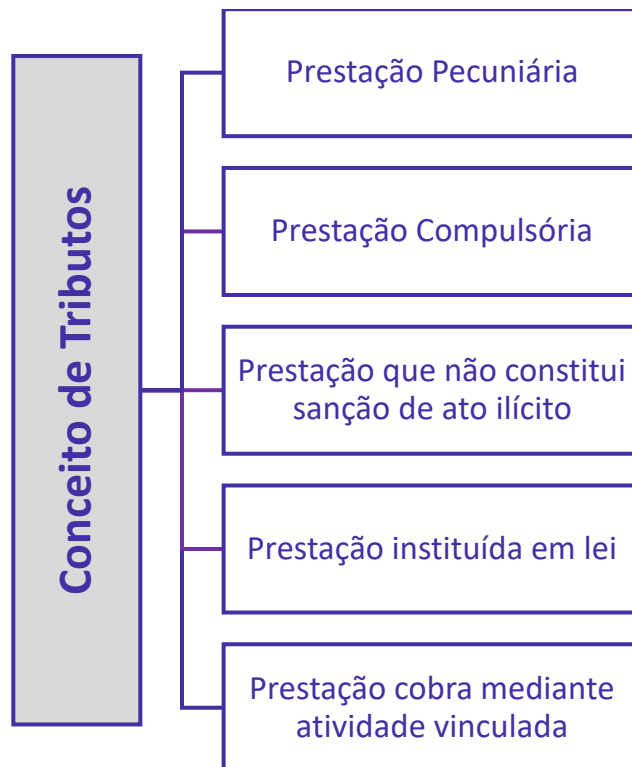 Conceito de Tributos
Prestação Pecuniária
Prestação Compulsória
Prestação que não constitui
sanção de ato ilícito
Prestação instituída em lei
Prestação cobra mediante
atividade vinculada